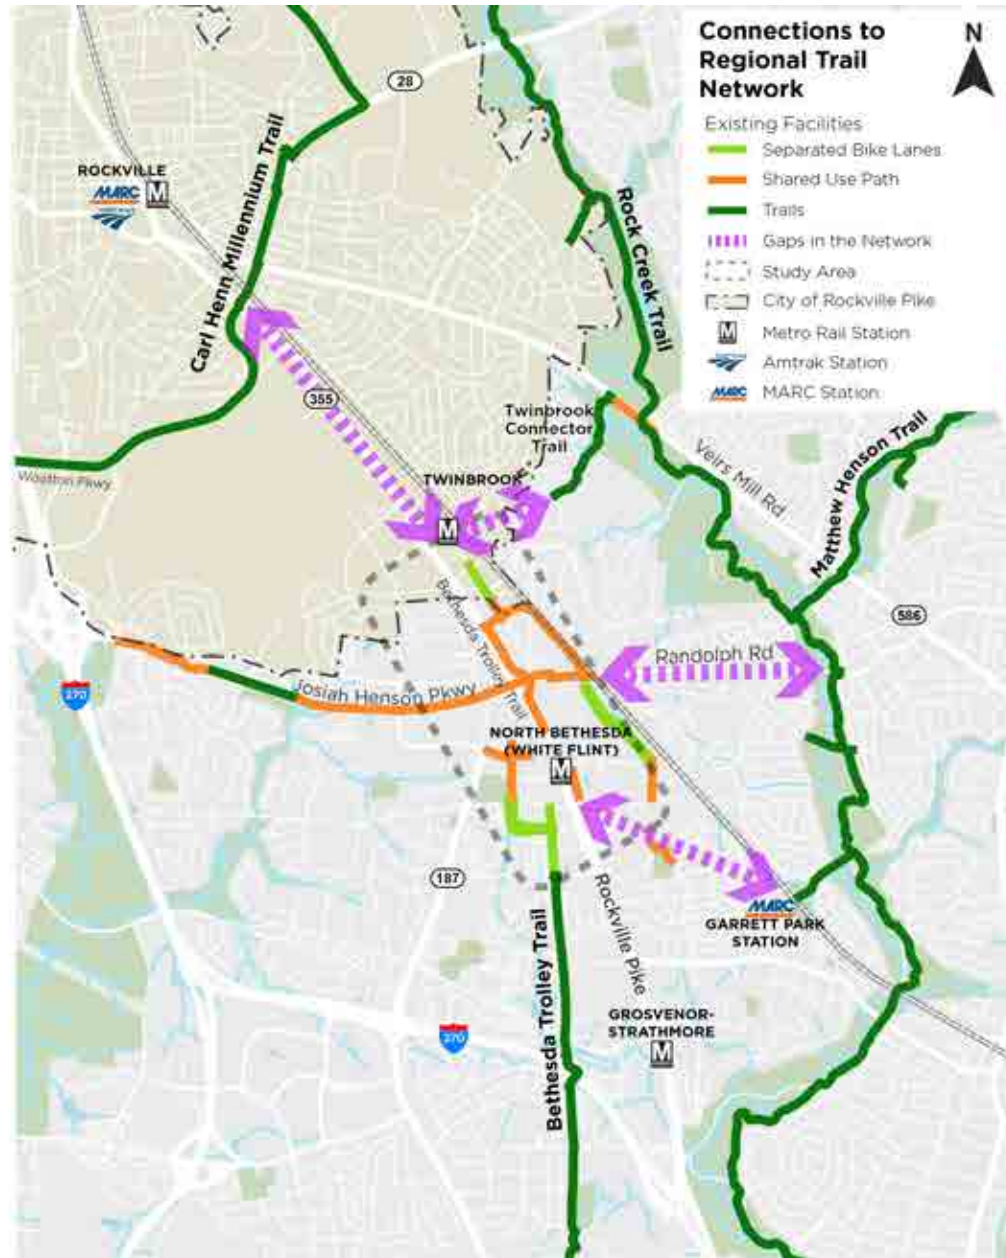 Connections to
Regional Trail
Network
N
Existing Facilities
Separated Bike Lanes
Shared Use Path
Trails
Gaps in the Network
Study Area
City of Rockville Pike
M
Metro Rail Station
Amtrak Station
MARC
MARC Station
28
ROCKVILLE
MARC
M
Carl Henn Millennium Trail
Rock Creek Trail
355
Twinbrook
Connector
Trail
Wootton Pkwy
TWINBROOK
M
Veirs Mill Rd
Matthew Henson Trail
586
Bethesda Trolley Trail
Randolph Rd
270
Josiah Henson Pkwy
NORTH BETHESDA
(WHITE FLINT)
M
187
Rockville Pike
MARC
GARRETT PARK
STATION
Bethesda Trolley Trail
GROSVENOR-
STRATHMORE
M
270